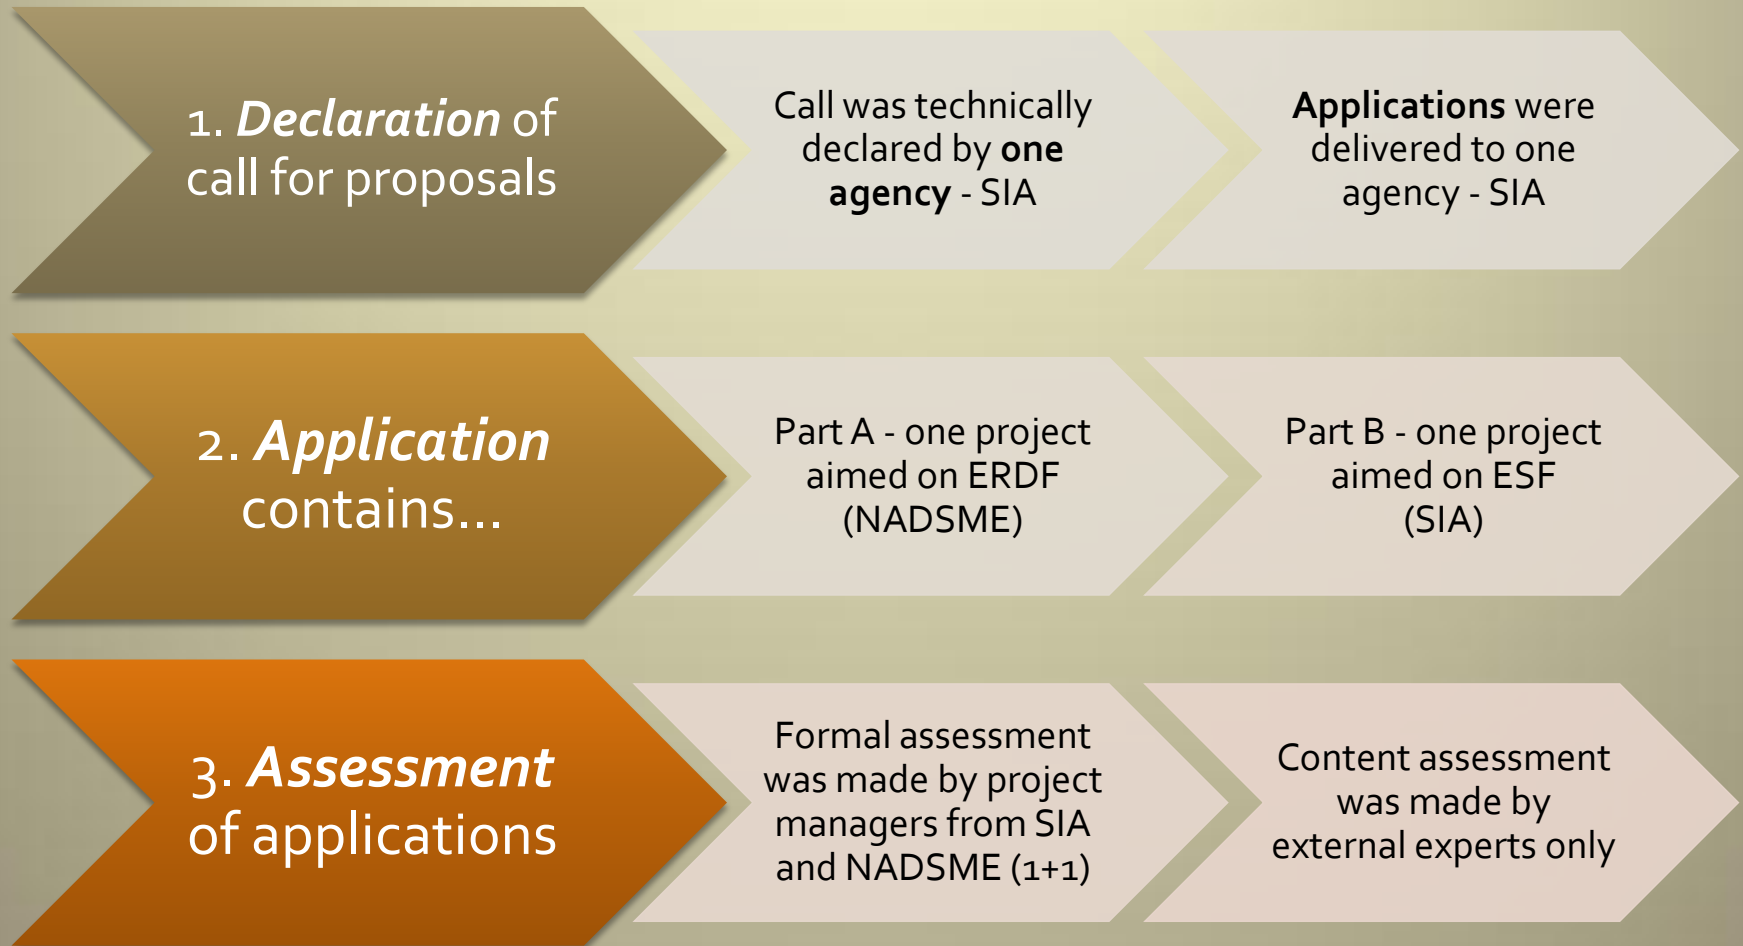 1. Declaration of
call for proposals
Call was technically
declared by one
agency - SIA
Applications were
delivered to one
agency - SIA
2. Application
contains...
Part A - one project
aimed on ERDF
(NADSME)
Part B - one project
aimed on ESF
(SIA)
3. Assessment
of applications
Formal assessment
was made by project
managers from SIA
and NADSME (1+1)
Content assessment
was made by
external experts only